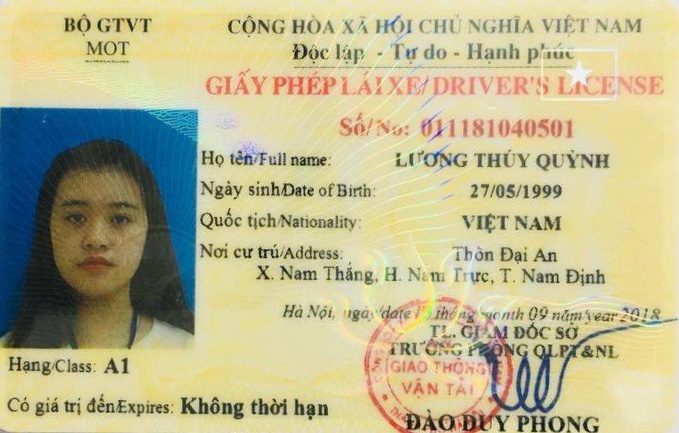 BỘ GTVT
MOT
CỘNG HÒA XÃ HỘI CHỦ NGHĨA VIỆT NAM
Độc lập - Tự do - Hạnh phúc
GIẤY PHÉP LÁI XE/ DRIVER'S LICENSE
Số/No: 011181040501
Họ tên/Full name: LƯƠNG THÚY QUỲNH
Ngày sinh/Date of Birth: 27/05/1999
Quốc tịch/Nationality: VIỆT NAM
Nơi cư trú/Address: Thôn Đại An
X. Nam Thắng, H. Nam Trực, T. Nam Định
Hà Nội, ngày/date tháng/month 09 năm/year 2018
TL. GIÁM ĐỐC SỞ
TRƯỞNG PHÒNG QLPT&NL
GIAO THÔNG
VẬN TẢI
Hạng/Class: A1
Có giá trị đến/Expires: Không thời hạn
ĐÀO DUY PHONG